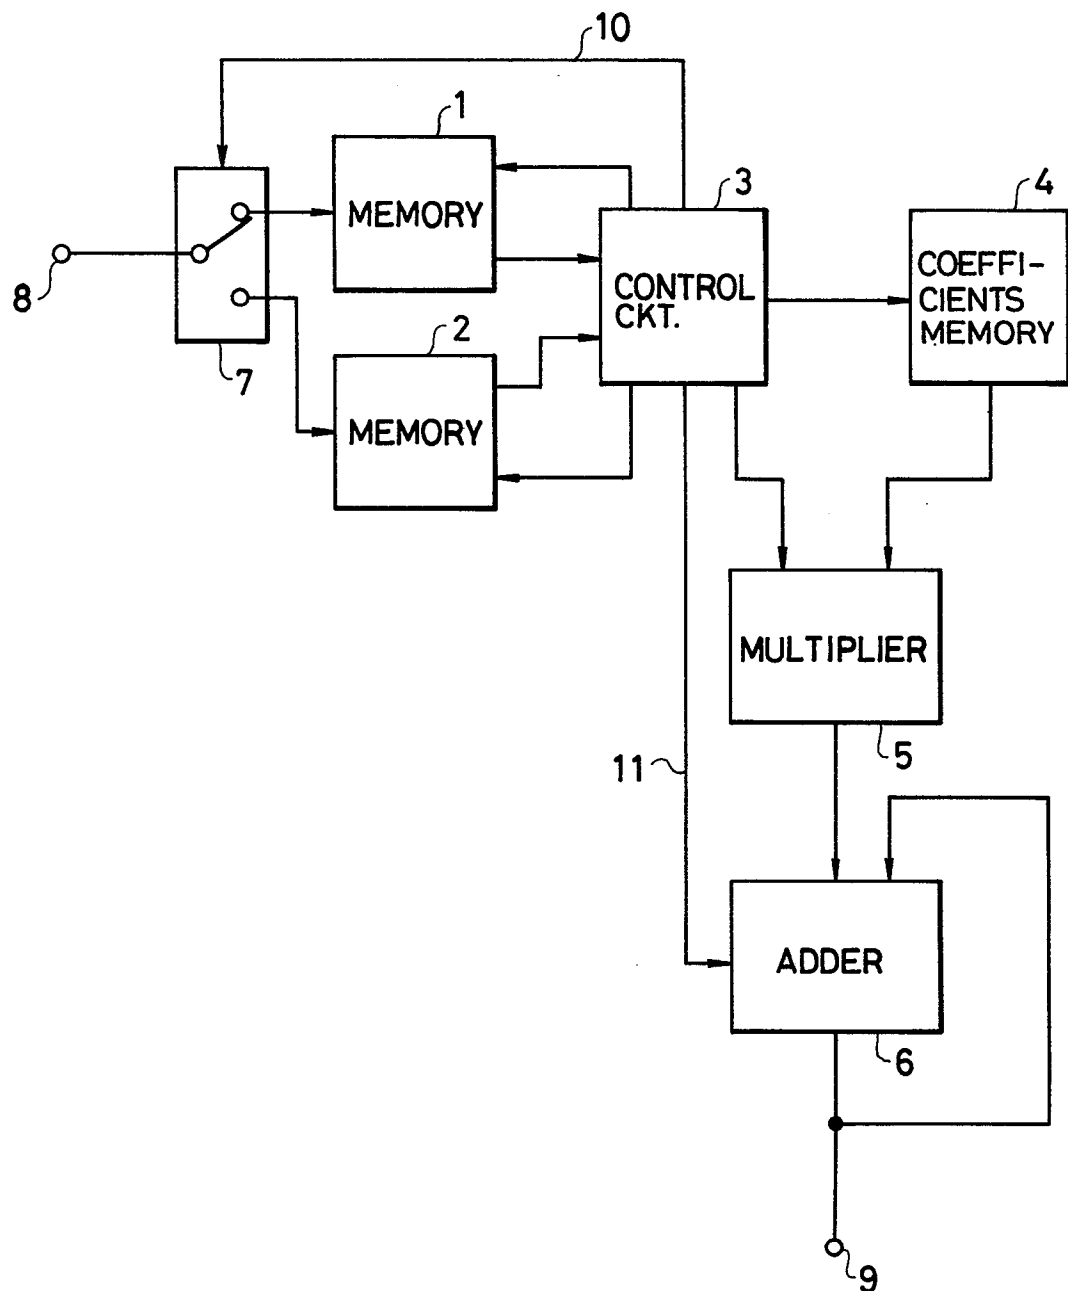 10
1
MEMORY
3
4
8
7
CONTROL
CKT.
COEFFI-
CIENTS
MEMORY
2
MEMORY
MULTIPLIER
5
11
ADDER
6
9